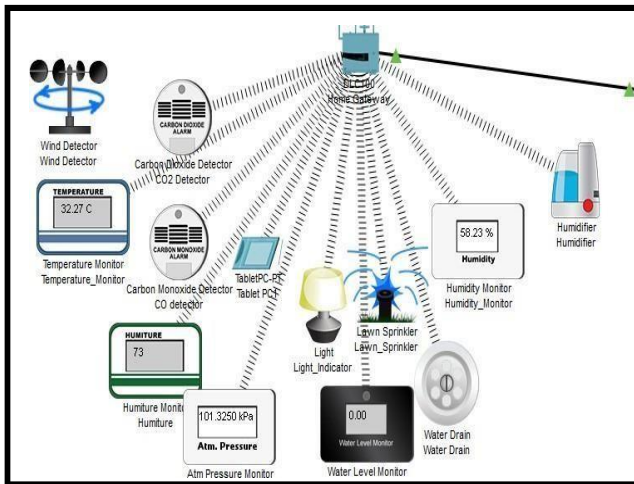 DLC100
Home Gateway
Wind Detector
Wind Detector
CARBON DIOXIDE
ALARM
Carbon Dioxide Detector
CO2 Detector
TEMPERATURE
32.27 C
Temperature Monitor
Temperature_Monitor
CARBON MONOXIDE
ALARM
Carbon Monoxide Detector
CO detector
TabletPC-PT
Tablet PC1
58.23 %
Humidity
Humidity Monitor
Humidity_Monitor
Humidifier
Humidifier
HUMITURE
73
Humiture Monitor
Humiture
Light
Light_Indicator
Lawn Sprinkler
Lawn_Sprinkler
101.3250 kPa
Atm. Pressure
Atm Pressure Monitor
0.00
Water Level Monitor
Water Level Monitor
Water Drain
Water Drain